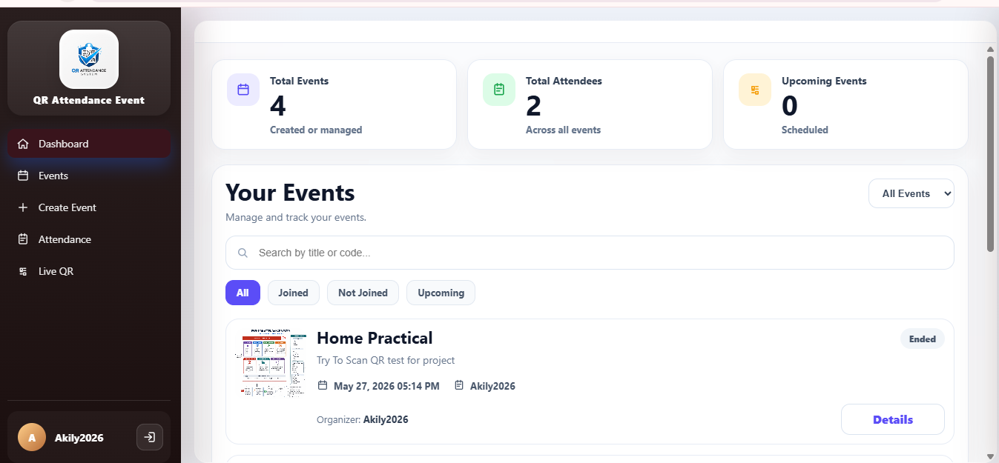 QR ATTENDANCE
SYSTEM
QR Attendance Event
Dashboard
Events
Create Event
Attendance
Live QR
A
Akily2026
Total Events
4
Created or managed
Total Attendees
2
Across all events
Upcoming Events
0
Scheduled
Your Events
Manage and track your events.
All Events
Search by title or code...
All
Joined
Not Joined
Upcoming
Home Practical
Ended
Try To Scan QR test for project
May 27, 2026 05:14 PM
Akily2026
Organizer: Akily2026
Details